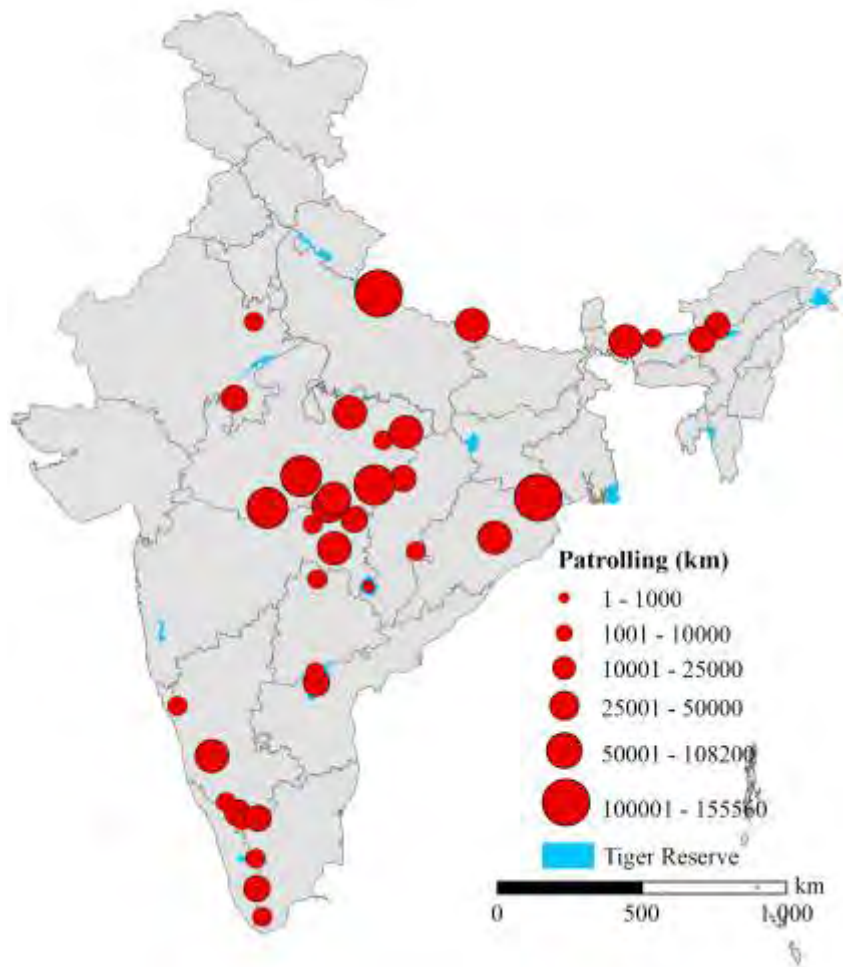 Patrolling (km)
1 - 1000
1001 - 10000
10001 - 25000
25001 - 50000
50001 - 108200
100001 - 155560
Tiger Reserve
km
0 500 1,000